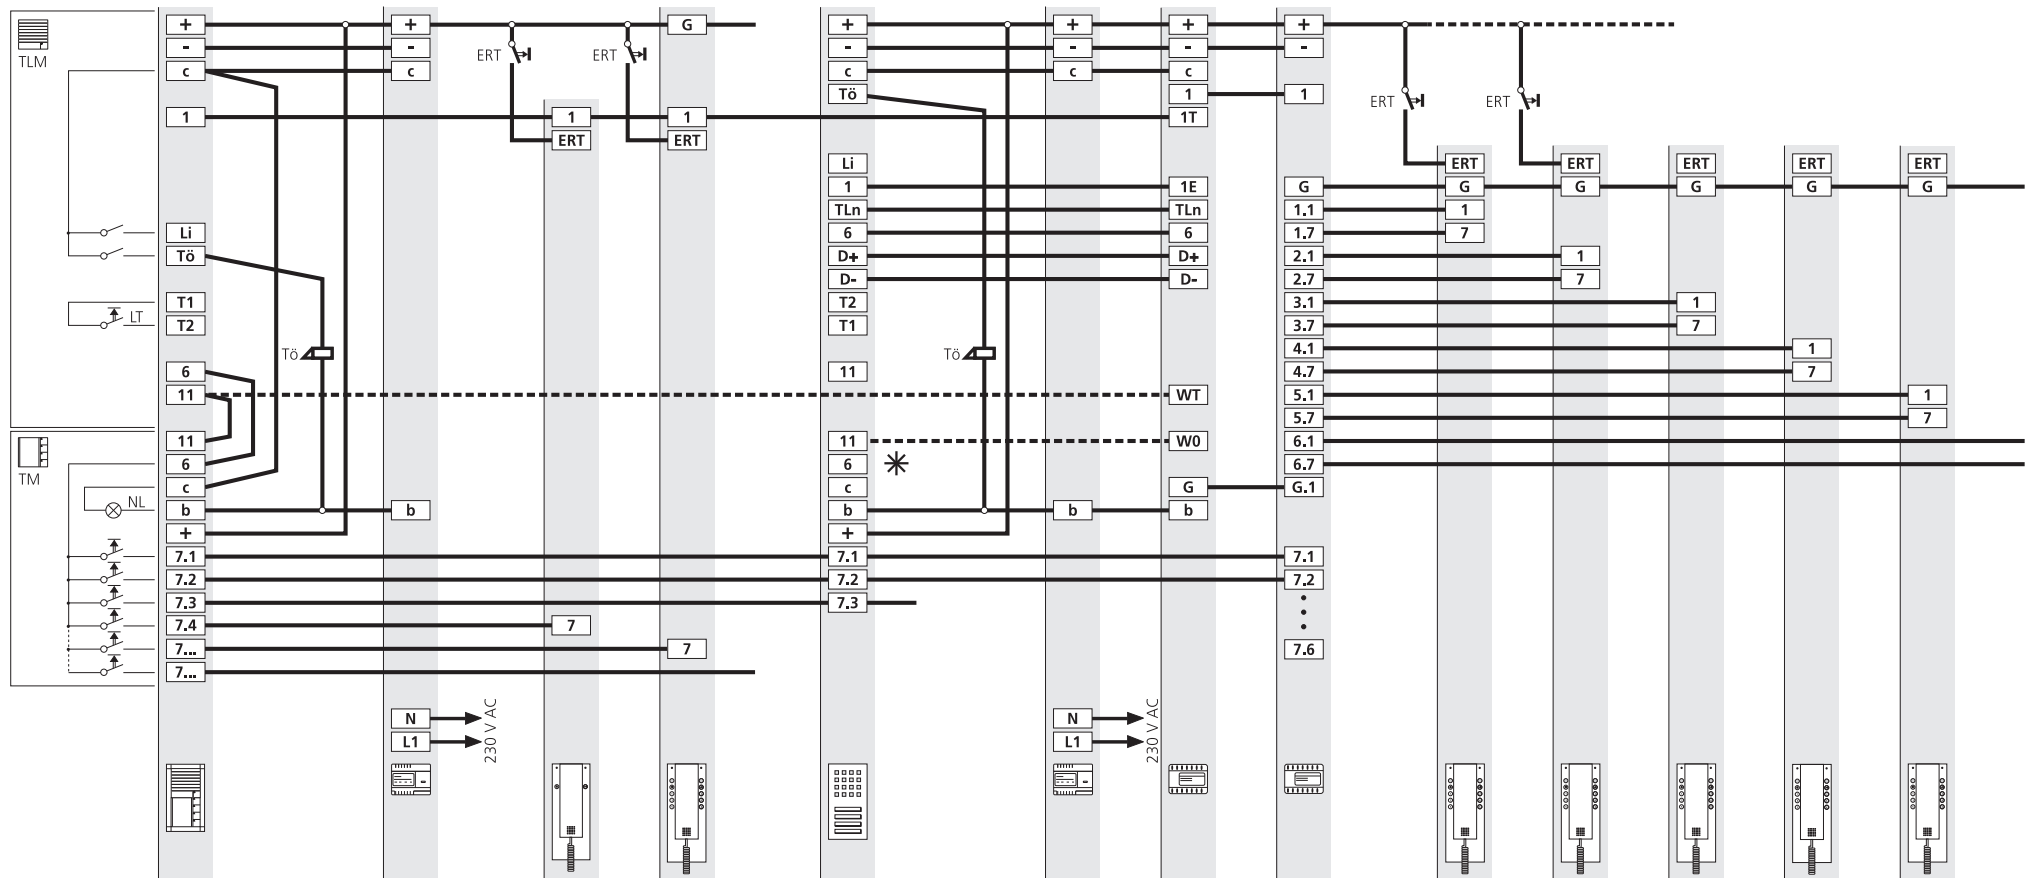 + + G + + + +
TLM - - ERT ERT - - - -
c c c c c
Tö 1 1 ERT ERT
1 1 1 1T
ERT ERT
Li ERT ERT ERT ERT ERT
1 1E G G G G G G
TLn TLn 1.1 1
Li 6 6 1.7 7
Tö D+ D+ 2.1 1
D- D- 2.7 7
T1 T2 3.1 1
LT T2 T1 3.7 7
Tö Tö 4.1 1
6 11 4.7 7
11 WT 5.1 1
5.7 7
11 11 W0 6.1
6 6 6.7
TM c c G G.1
NL b b b b b
+ +
7.1 7.1 7.1
7.2 7.2 7.2
7.3 7.3
7.4 7
7... 7 7.6
7...
N N
L1 L1
230 V AC 230 V AC